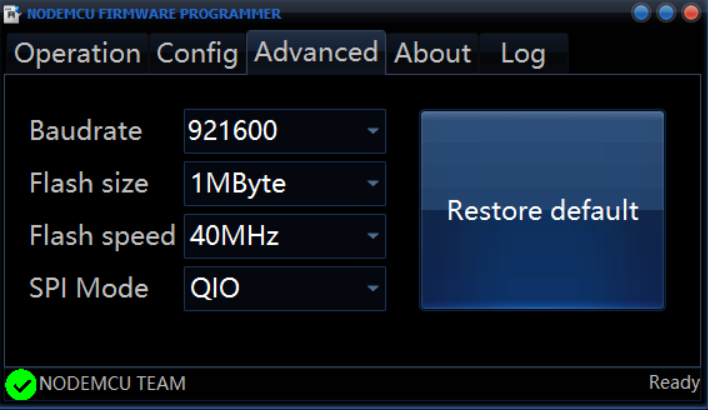 NODEMCU FIRMWARE PROGRAMMER
Operation Config Advanced About Log
Baudrate 921600
Flash size 1MByte
Flash speed 40MHz
SPI Mode QIO
Restore default
NODEMCU TEAM Ready